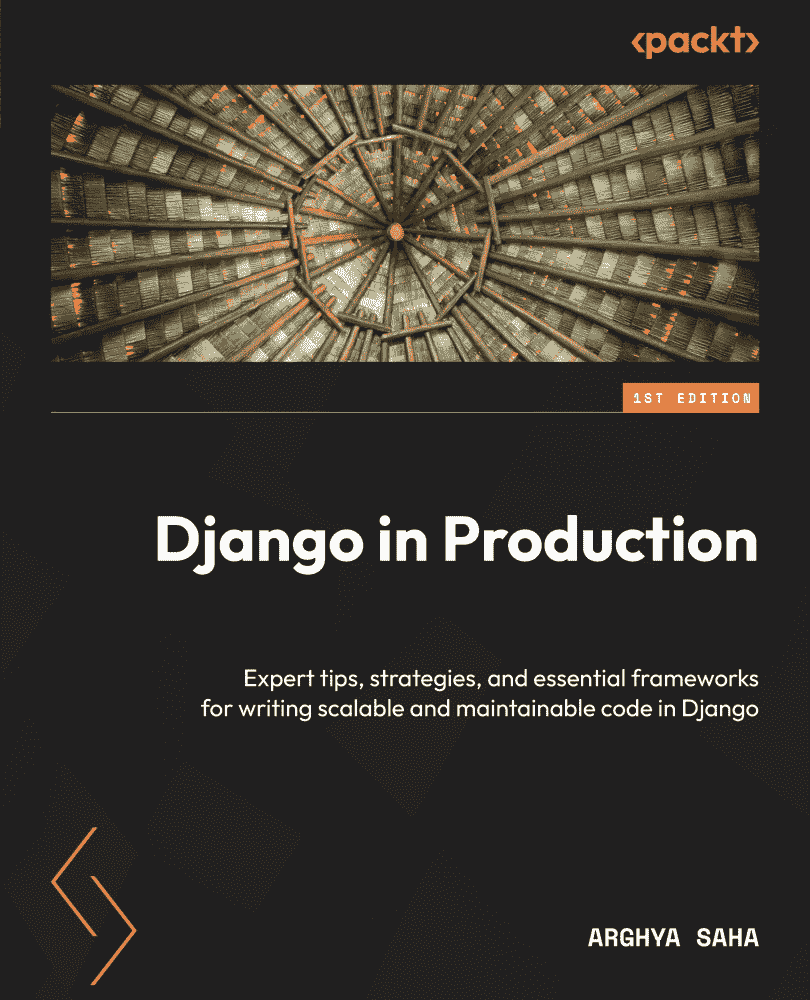 <packt>
1ST EDITION
Django in Production
Expert tips, strategies, and essential frameworks
for writing scalable and maintainable code in Django
ARGHYA SAHA